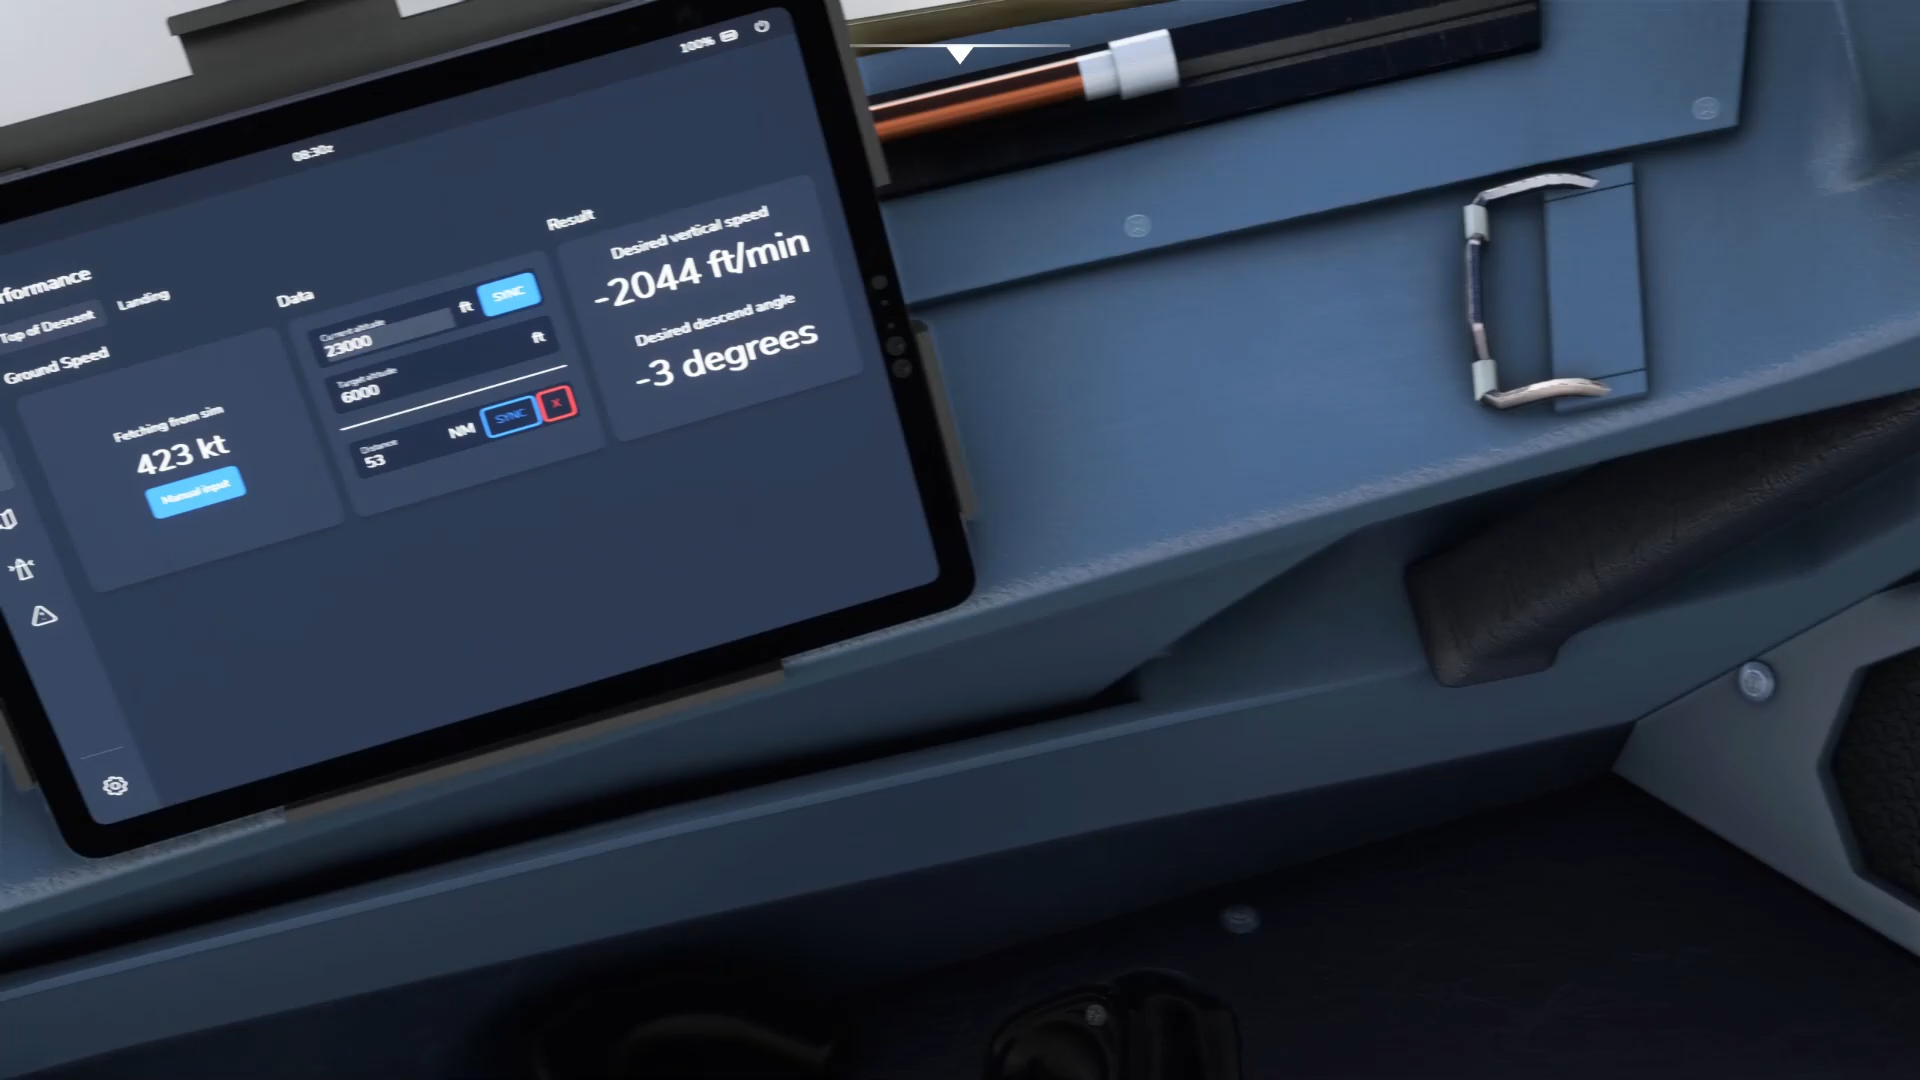 100%
08:30z
rformance
Top of Descent
Landing
Ground Speed
Fetching from sim
423 kt
Manual input
Data
Current altitude
23000
ft
SYNC
Target altitude
6000
ft
Distance
53
NM
SYNC
X
Result
Desired vertical speed
-2044 ft/min
Desired descend angle
-3 degrees